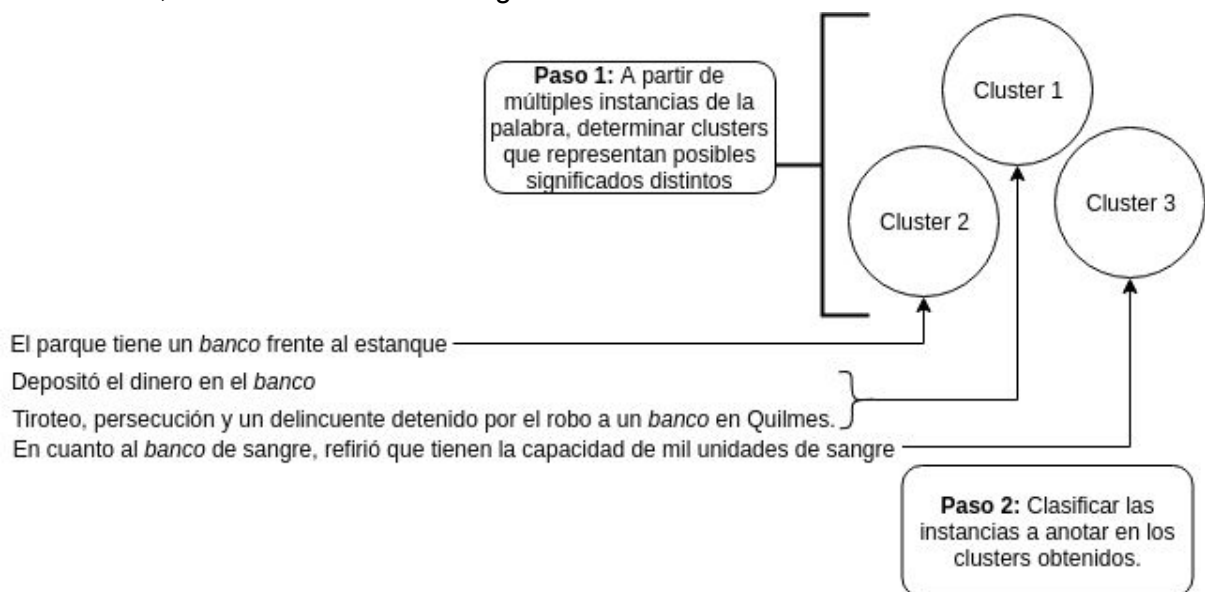 Paso 1: A partir de
múltiples instancias de la
palabra, determinar clusters
que representan posibles
significados distintos
Cluster 1
Cluster 2
Cluster 3
El parque tiene un banco frente al estanque
Depositó el dinero en el banco
Tiroteo, persecución y un delincuente detenido por el robo a un banco en Quilmes.
En cuanto al banco de sangre, refirió que tienen la capacidad de mil unidades de sangre
Paso 2: Clasificar las
instancias a anotar en los
clusters obtenidos.